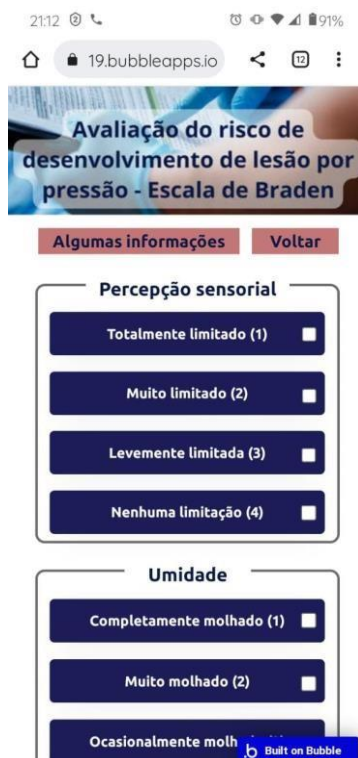 21:12
91%
19.bubbleapps.io
12
Avaliação do risco de
desenvolvimento de lesão por
pressão - Escala de Braden
Algumas informações Voltar
Percepção sensorial
Totalmente limitado (1)
Muito limitado (2)
Levemente limitada (3)
Nenhuma limitação (4)
Umidade
Completamente molhado (1)
Muito molhado (2)
Ocasionalmente
Built on Bubble